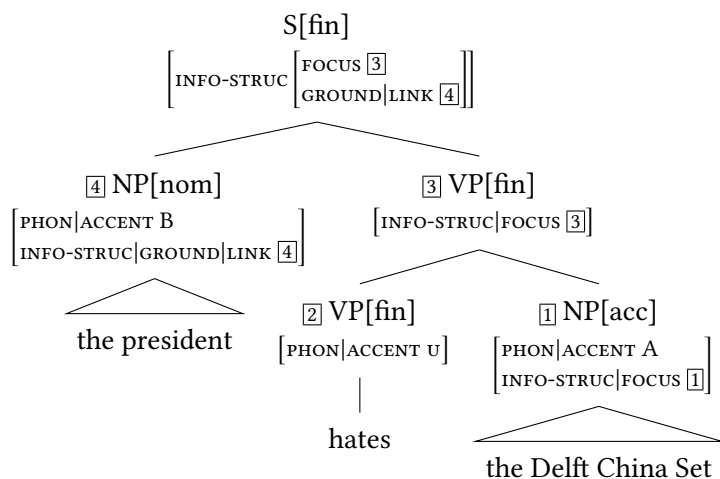 S[fin]
[INFO-STRUC [FOCUS 3
GROUND|LINK 4]]
4 NP[nom]
3 VP[fin]
[PHON|ACCENT B
INFO-STRUC|GROUND|LINK 4]
[INFO-STRUC|FOCUS 3]
2 VP[fin]
1 NP[acc]
the president
[PHON|ACCENT U]
[PHON|ACCENT A
INFO-STRUC|FOCUS 1]
hates
the Delft China Set